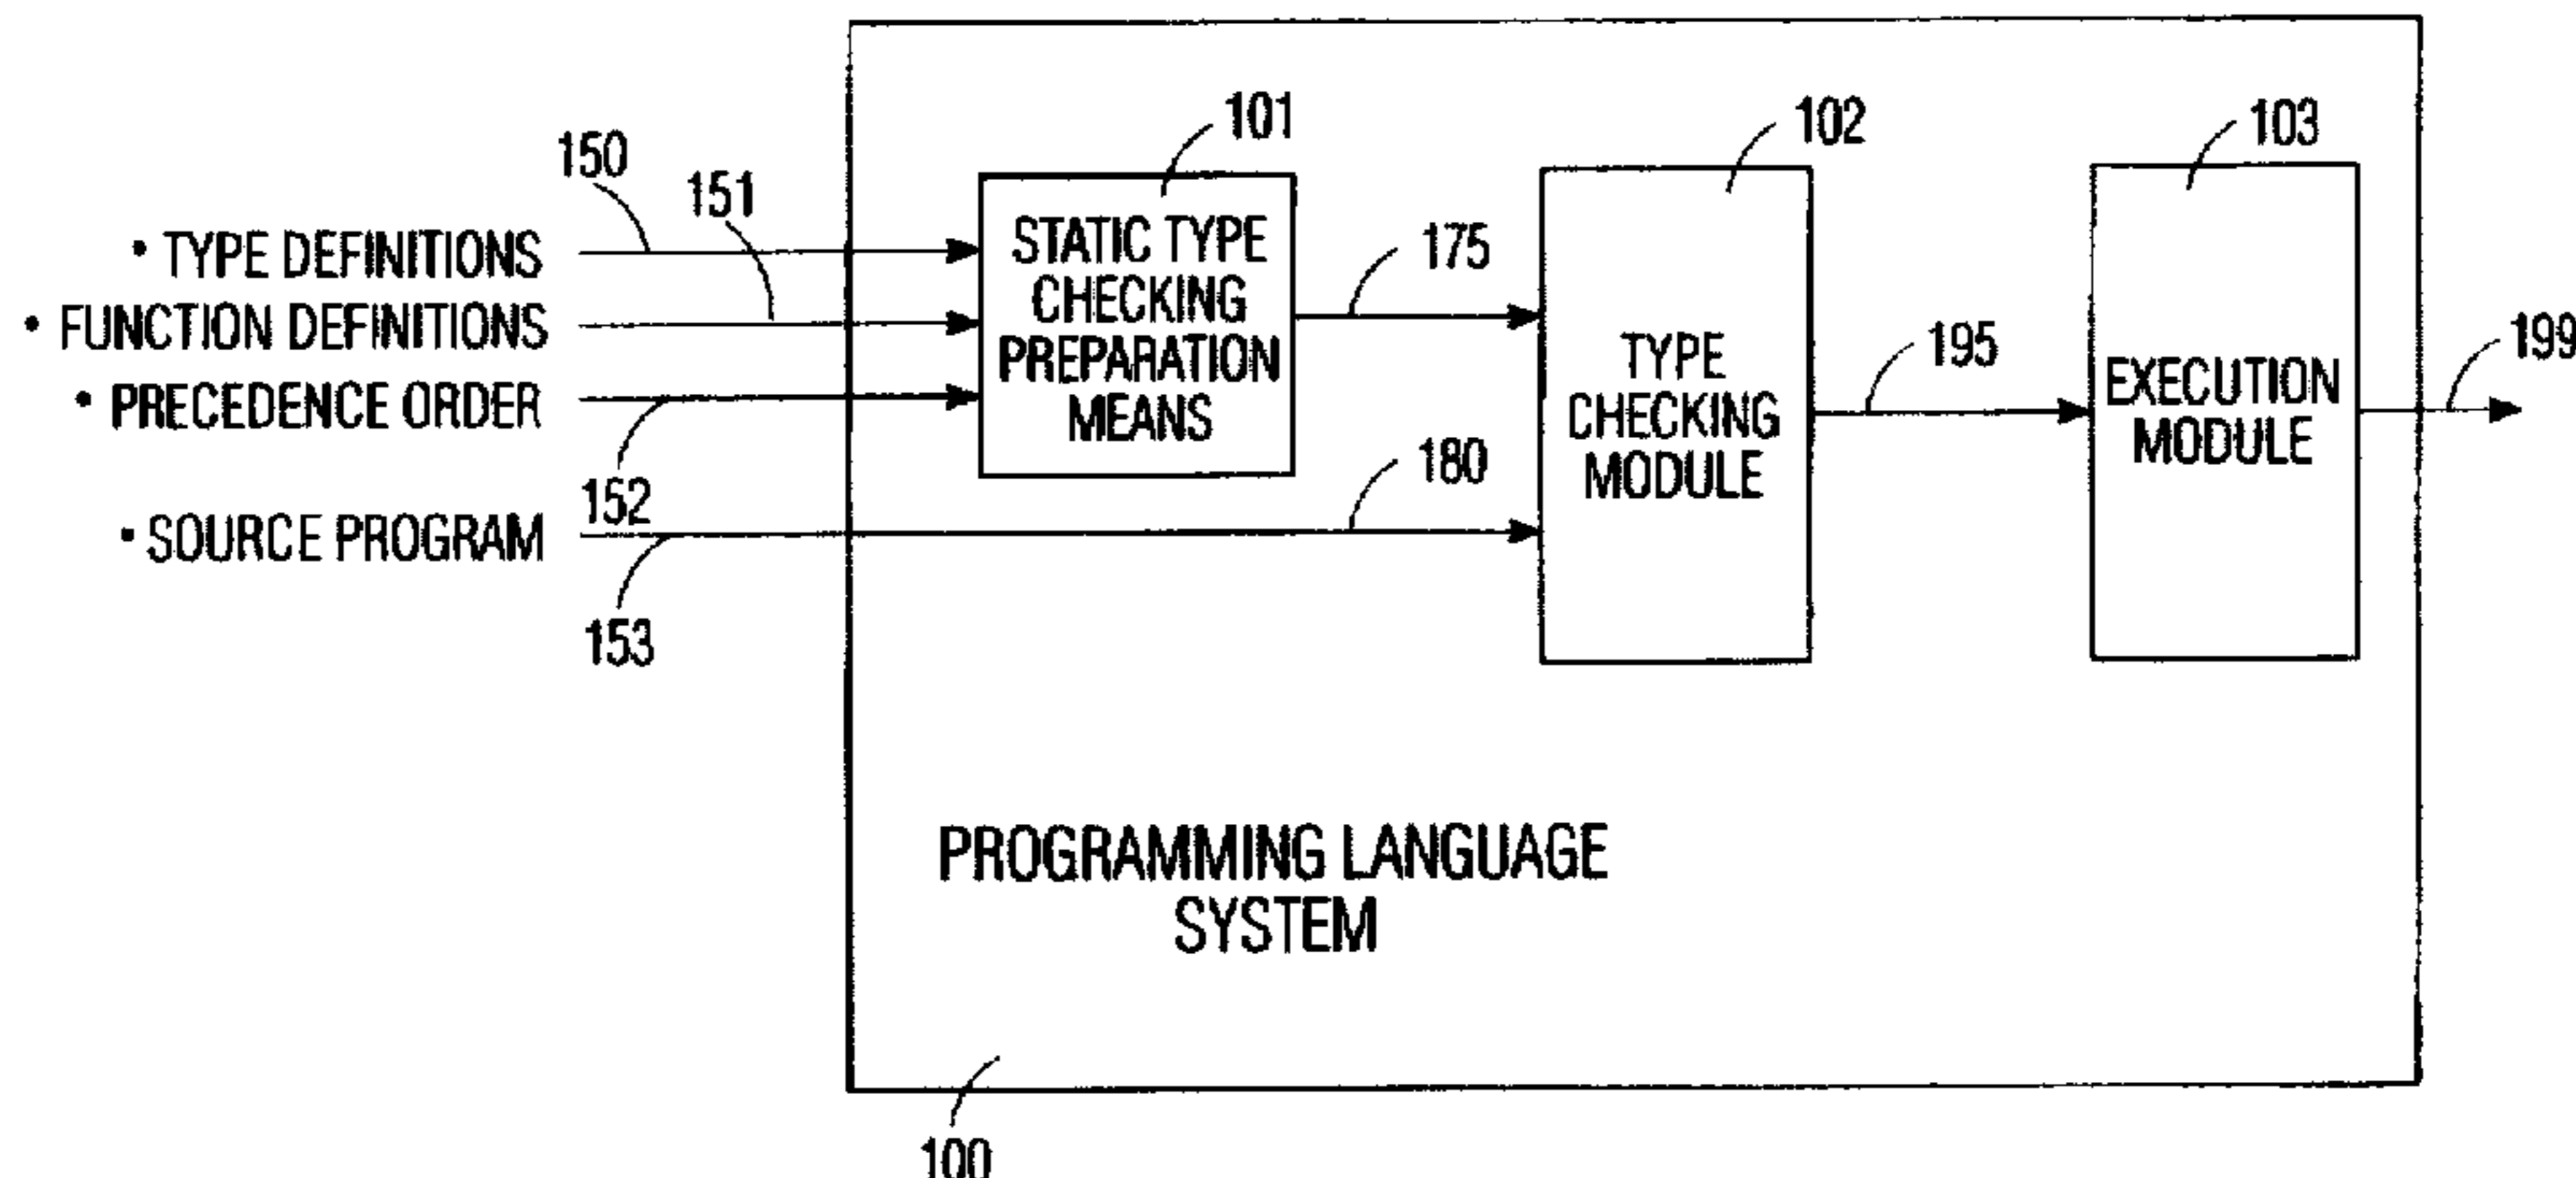 101
102
103
150
151
• TYPE DEFINITIONS
• FUNCTION DEFINITIONS
• PRECEDENCE ORDER
152
• SOURCE PROGRAM
153
STATIC TYPE
CHECKING
PREPARATION
MEANS
175
180
TYPE
CHECKING
MODULE
195
EXECUTION
MODULE
199
PROGRAMMING LANGUAGE
SYSTEM
100